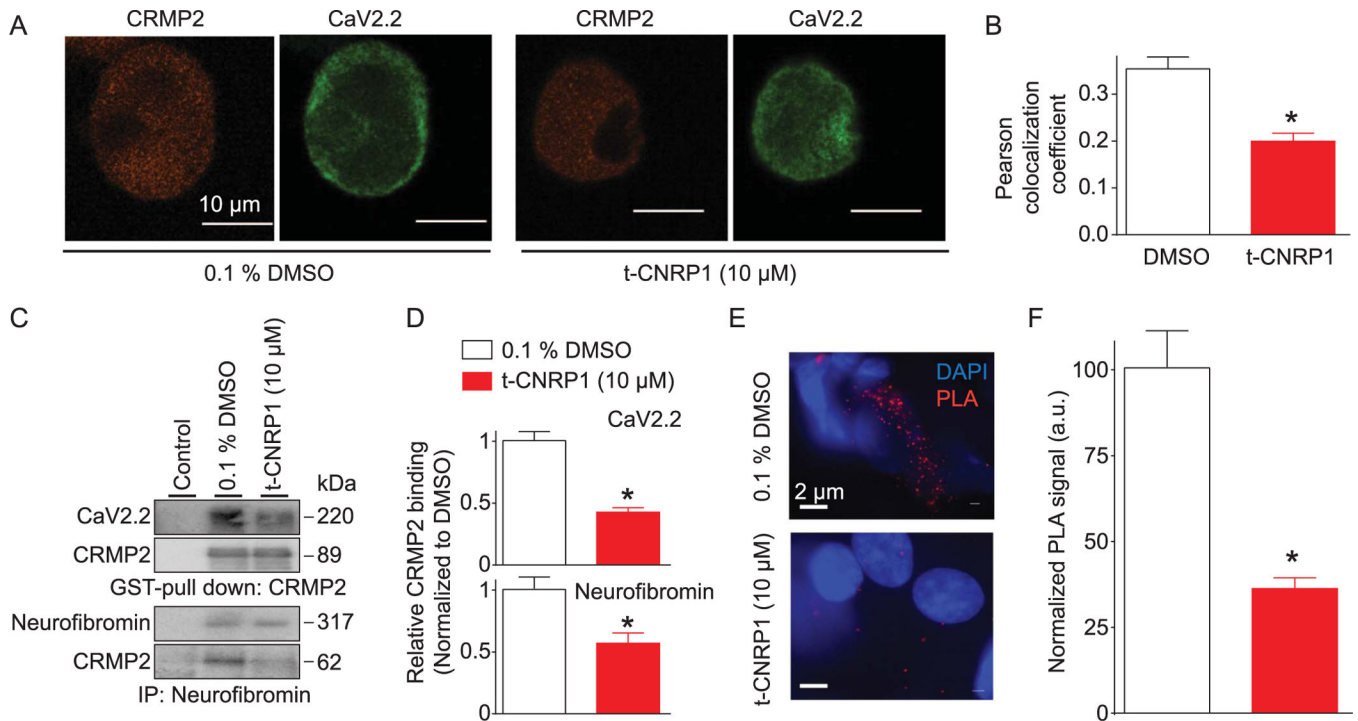 A
CRMP2
CaV2.2
CRMP2
CaV2.2
10 µm
0.1 % DMSO
t-CNRP1 (10 µM)
B
Pearson
colocalization
coefficient
0.3
0.2
0.1
0.0
*
DMSO
t-CNRP1
C
Control
0.1 % DMSO
t-CNRP1 (10 µM)
kDa
CaV2.2
220
CRMP2
89
GST-pull down: CRMP2
Neurofibromin
317
CRMP2
62
IP: Neurofibromin
D
0.1 % DMSO
t-CNRP1 (10 µM)
Relative CRMP2 binding
(Normalized to DMSO)
CaV2.2
1
0.5
0
*
Neurofibromin
1
0.5
0
*
E
0.1 % DMSO
DAPI
PLA
2 µm
t-CNRP1 (10 µM)
F
Normalized PLA signal (a.u.)
100
75
50
25
0
*